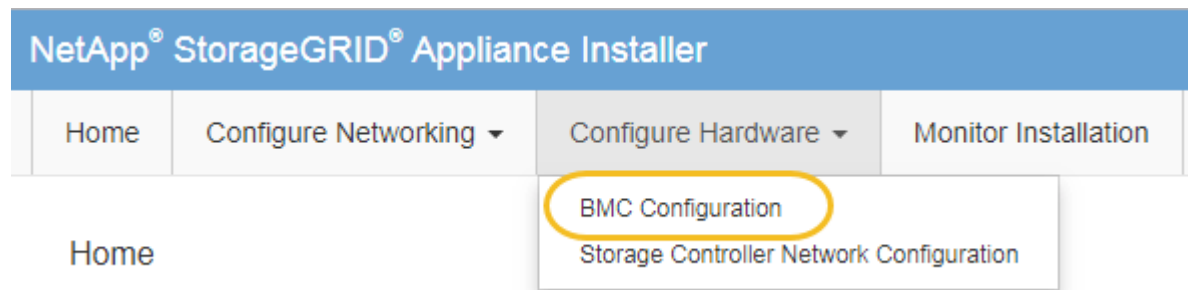 NetApp® StorageGRID® Appliance Installer
Home Configure Networking Configure Hardware Monitor Installation
BMC Configuration
Home
Storage Controller Network Configuration